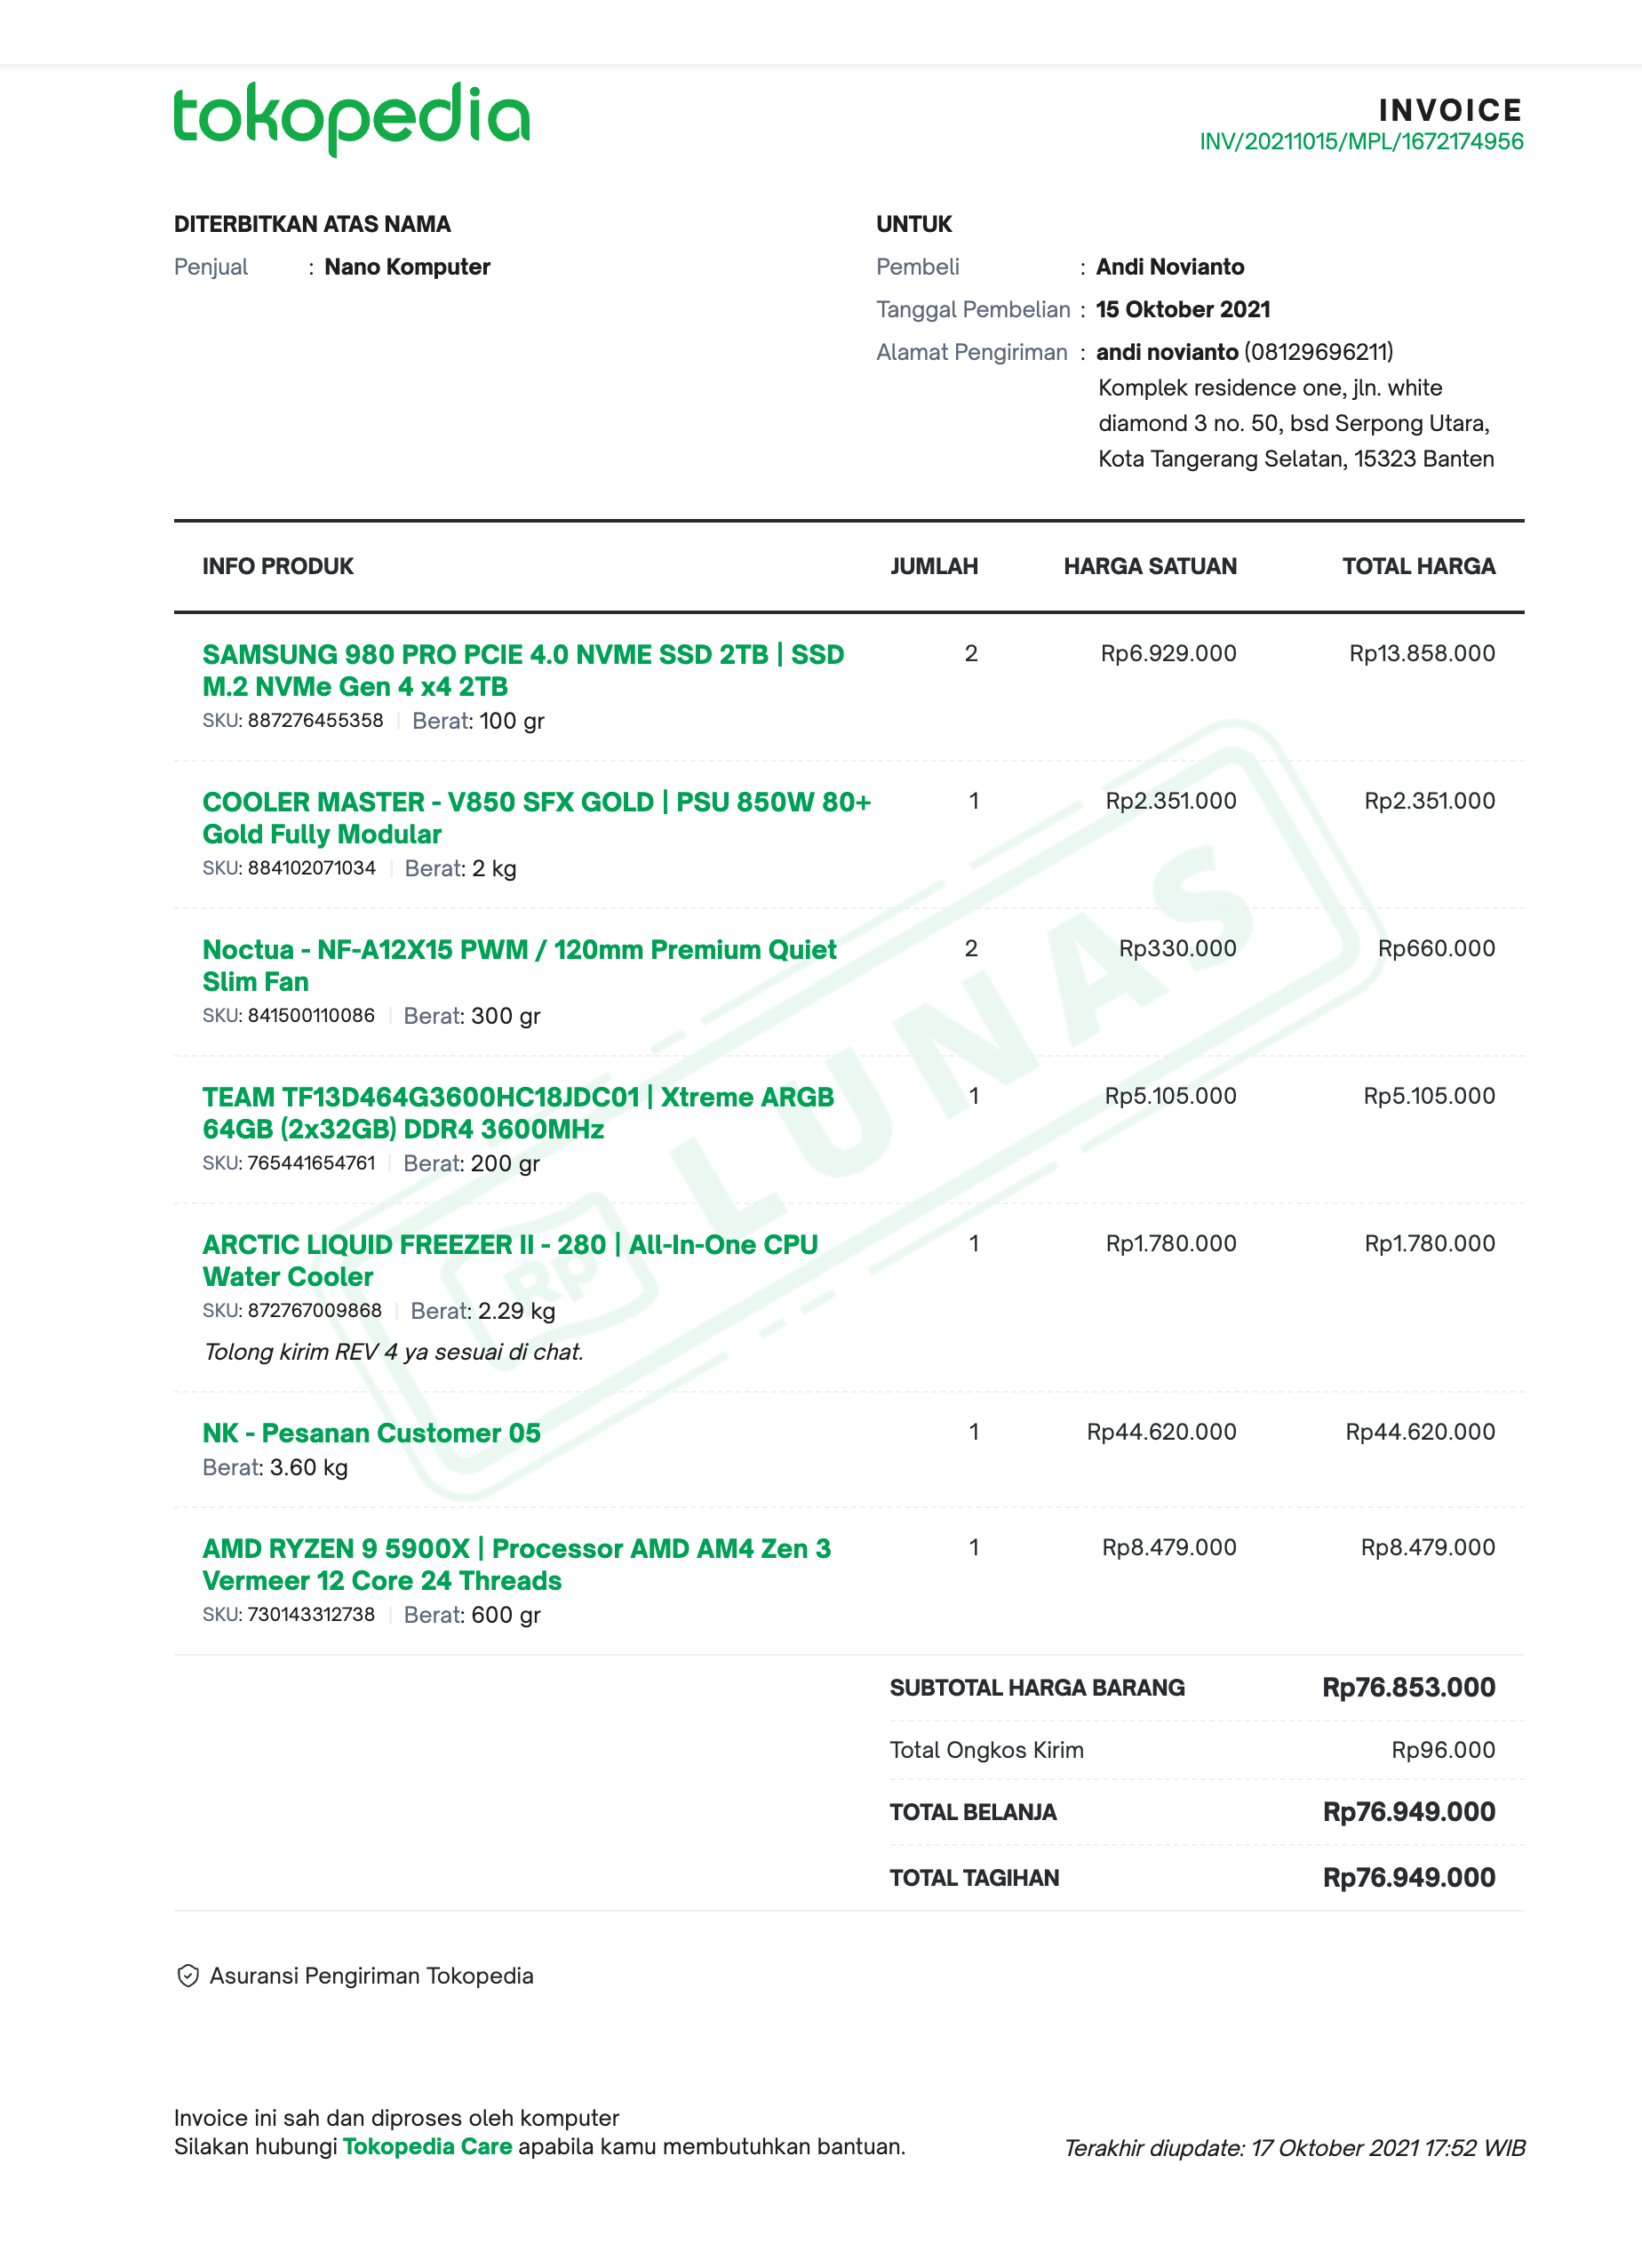 tokopedia
INVOICE
INV/20211015/MPL/1672174956
DITERBITKAN ATAS NAMA
Penjual : Nano Komputer
UNTUK
Pembeli : Andi Novianto
Tanggal Pembelian : 15 Oktober 2021
Alamat Pengiriman : andi novianto (08129696211)
Komplek residence one, jln. white
diamond 3 no. 50, bsd Serpong Utara,
Kota Tangerang Selatan, 15323 Banten
INFO PRODUK JUMLAH HARGA SATUAN TOTAL HARGA
SAMSUNG 980 PRO PCIE 4.0 NVME SSD 2TB | SSD 2 Rp6.929.000 Rp13.858.000
M.2 NVMe Gen 4 x4 2TB
SKU: 887276455358 | Berat: 100 gr
COOLER MASTER - V850 SFX GOLD | PSU 850W 80+ 1 Rp2.351.000 Rp2.351.000
Gold Fully Modular
SKU: 884102071034 | Berat: 2 kg
Noctua - NF-A12X15 PWM / 120mm Premium Quiet 2 Rp330.000 Rp660.000
Slim Fan
SKU: 841500110086 | Berat: 300 gr
TEAM TF13D464G3600HC18JDC01 | Xtreme ARGB 1 Rp5.105.000 Rp5.105.000
64GB (2x32GB) DDR4 3600MHz
SKU: 765441654761 | Berat: 200 gr
ARCTIC LIQUID FREEZER II - 280 | All-In-One CPU 1 Rp1.780.000 Rp1.780.000
Water Cooler
SKU: 872767009868 | Berat: 2.29 kg
Tolong kirim REV 4 ya sesuai di chat.
NK - Pesanan Customer 05 1 Rp44.620.000 Rp44.620.000
Berat: 3.60 kg
AMD RYZEN 9 5900X | Processor AMD AM4 Zen 3 1 Rp8.479.000 Rp8.479.000
Vermeer 12 Core 24 Threads
SKU: 730143312738 | Berat: 600 gr
Rp LUNAS
SUBTOTAL HARGA BARANG Rp76.853.000
Total Ongkos Kirim Rp96.000
TOTAL BELANJA Rp76.949.000
TOTAL TAGIHAN Rp76.949.000
Asuransi Pengiriman Tokopedia
Invoice ini sah dan diproses oleh komputer
Silakan hubungi Tokopedia Care apabila kamu membutuhkan bantuan.
Terakhir diupdate: 17 Oktober 2021 17:52 WIB